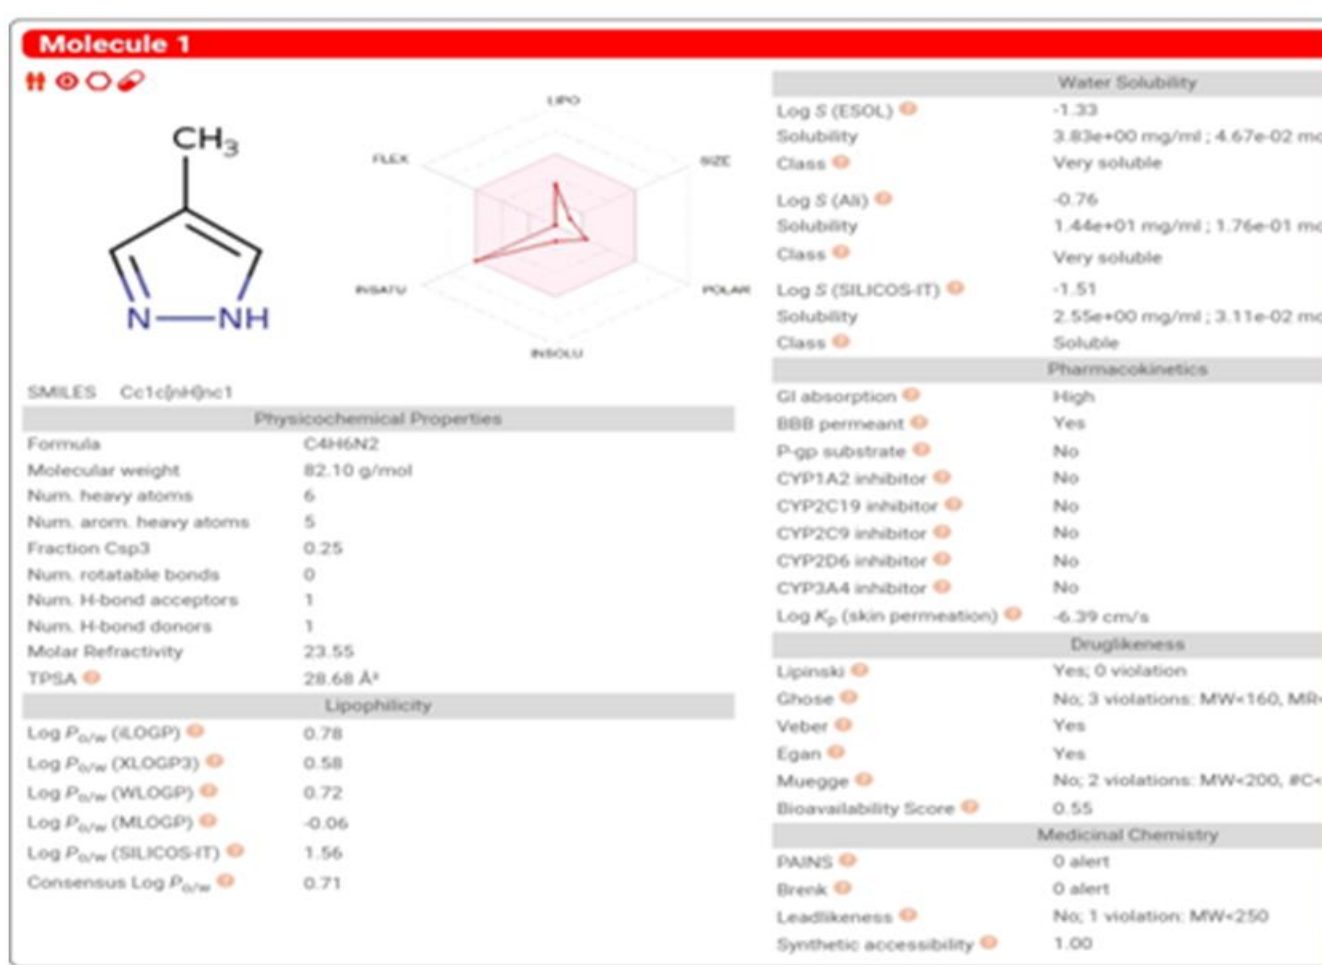 Molecule 1
CH3
N
NH
LIPO
FLEX
SIZE
INSATU
POLAR
INSOLU
SMILES Cc1c[nH]nc1
Physicochemical Properties
Formula C4H6N2
Molecular weight 82.10 g/mol
Num. heavy atoms 6
Num. arom. heavy atoms 5
Fraction Csp3 0.25
Num. rotatable bonds 0
Num. H-bond acceptors 1
Num. H-bond donors 1
Molar Refractivity 23.55
TPSA ? 28.68 Å²
Lipophilicity
Log Po/w (iLOGP) ? 0.78
Log Po/w (XLOGP3) ? 0.58
Log Po/w (WLOGP) ? 0.72
Log Po/w (MLOGP) ? -0.06
Log Po/w (SILICOS-IT) ? 1.56
Consensus Log Po/w ? 0.71
Water Solubility
Log S (ESOL) ? -1.33
Solubility 3.83e+00 mg/ml ; 4.67e-02 mo
Class ? Very soluble
Log S (Ali) ? -0.76
Solubility 1.44e+01 mg/ml ; 1.76e-01 mo
Class ? Very soluble
Log S (SILICOS-IT) ? -1.51
Solubility 2.55e+00 mg/ml ; 3.11e-02 mo
Class ? Soluble
Pharmacokinetics
GI absorption ? High
BBB permeant ? Yes
P-gp substrate ? No
CYP1A2 inhibitor ? No
CYP2C19 inhibitor ? No
CYP2C9 inhibitor ? No
CYP2D6 inhibitor ? No
CYP3A4 inhibitor ? No
Log Kp (skin permeation) ? -6.39 cm/s
Druglikeness
Lipinski ? Yes; 0 violation
Ghose ? No; 3 violations: MW<160, MR<
Veber ? Yes
Egan ? Yes
Muegge ? No; 2 violations: MW<200, #C<
Bioavailability Score ? 0.55
Medicinal Chemistry
PAINS ? 0 alert
Brenk ? 0 alert
Leadlikeness ? No; 1 violation: MW<250
Synthetic accessibility ? 1.00